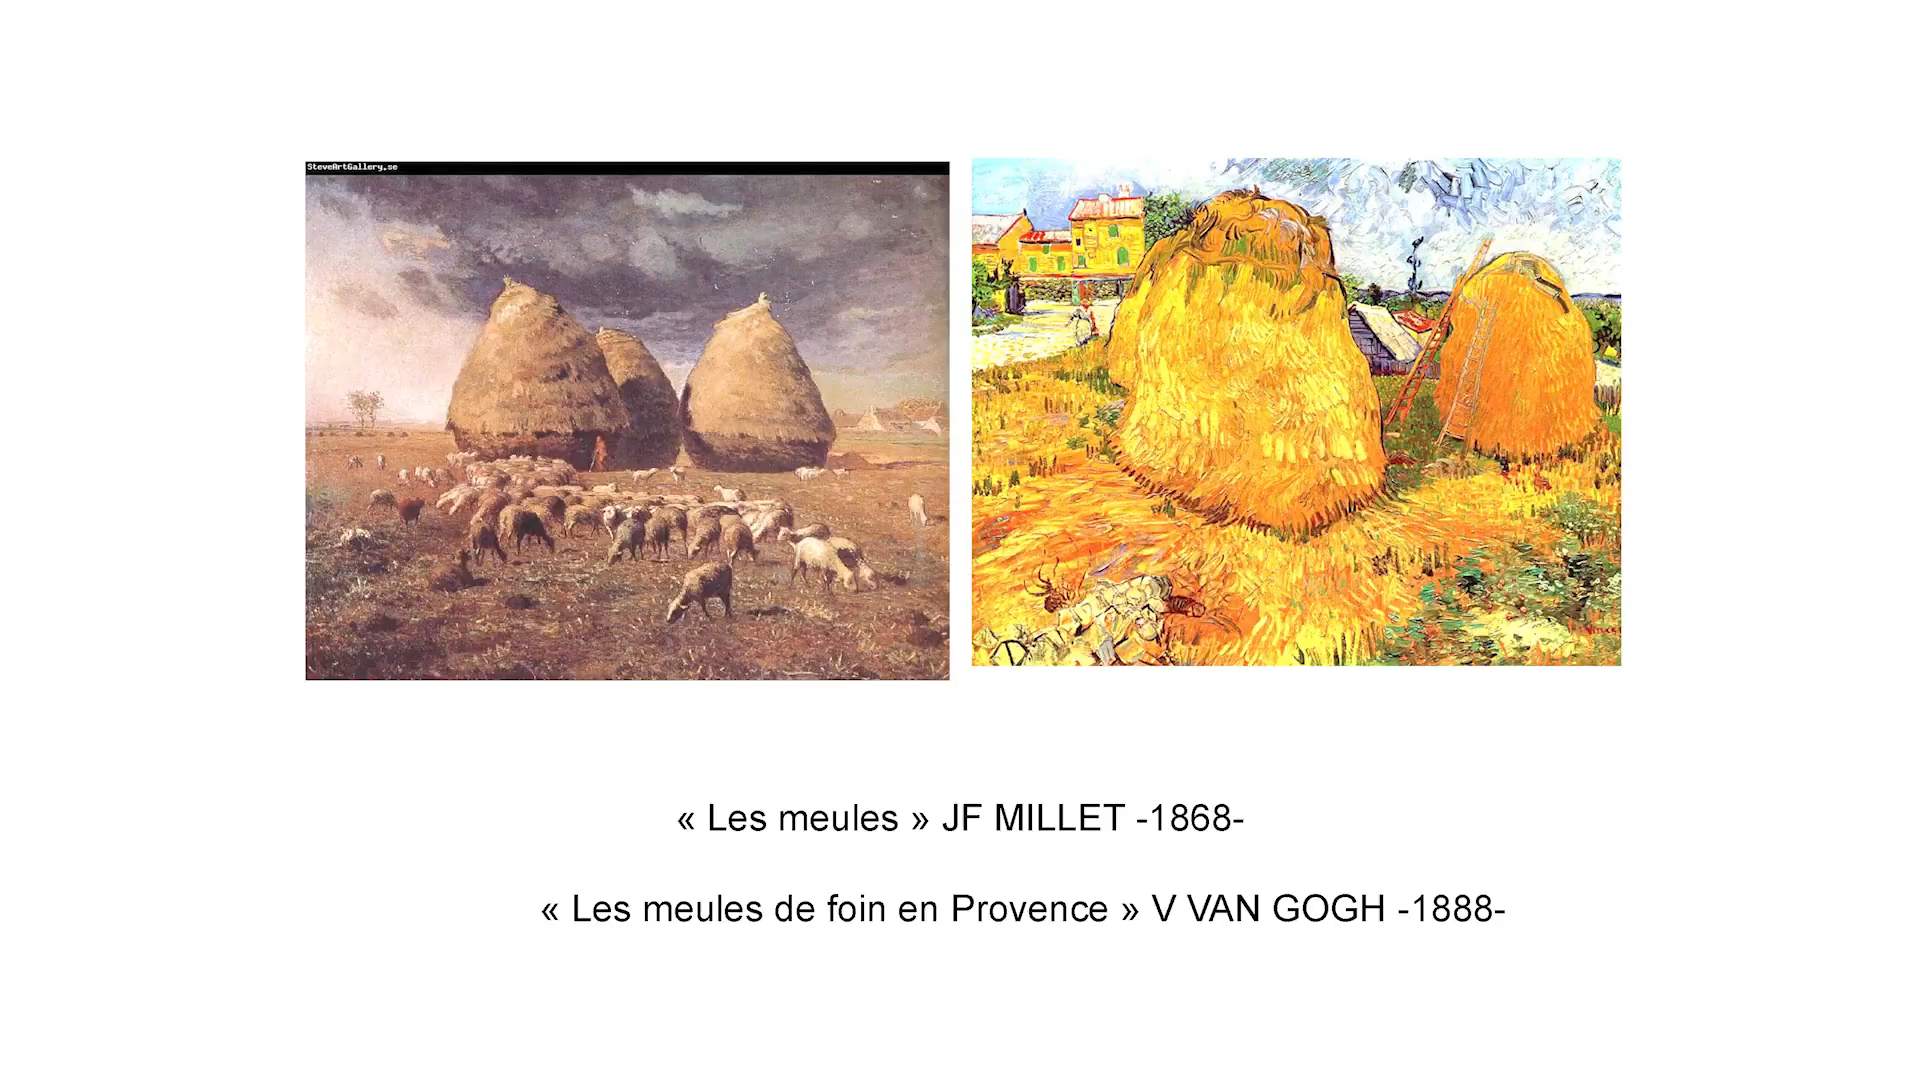 SteveArtGallery.se
« Les meules » JF MILLET -1868-
« Les meules de foin en Provence » V VAN GOGH -1888-